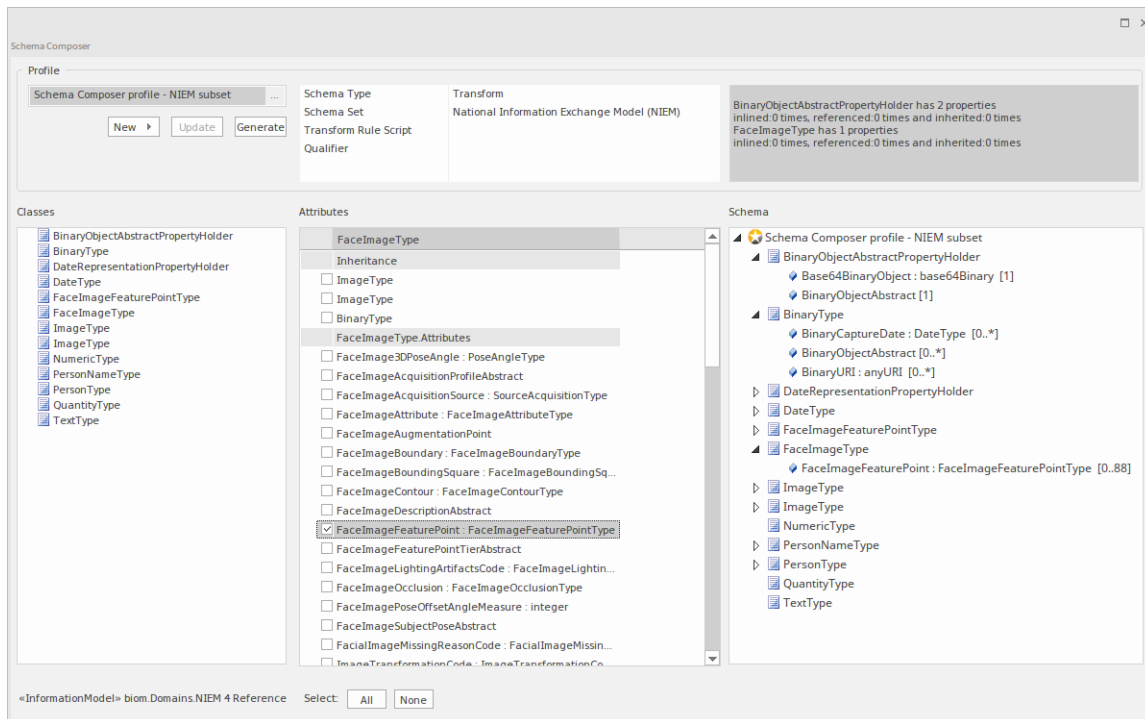 Schema Composer
Profile
Schema Composer profile - NIEM subset
...
New
Update
Generate
Schema Type Transform
Schema Set National Information Exchange Model (NIEM)
Transform Rule Script
Qualifier
BinaryObjectAbstractPropertyHolder has 2 properties
inlined:0 times, referenced:0 times and inherited:0 times
FaceImageType has 1 properties
inlined:0 times, referenced:0 times and inherited:0 times
Classes
BinaryObjectAbstractPropertyHolder
BinaryType
DateRepresentationPropertyHolder
DateType
FaceImageFeaturePointType
FaceImageType
ImageType
ImageType
NumericType
PersonNameType
PersonType
QuantityType
TextType
Attributes
FaceImageType
Inheritance
ImageType
ImageType
BinaryType
FaceImageType.Attributes
FaceImage3DPoseAngle : PoseAngleType
FaceImageAcquisitionProfileAbstract
FaceImageAcquisitionSource : SourceAcquisitionType
FaceImageAttribute : FaceImageAttributeType
FaceImageAugmentationPoint
FaceImageBoundary : FaceImageBoundaryType
FaceImageBoundingSquare : FaceImageBoundingSq...
FaceImageContour : FaceImageContourType
FaceImageDescriptionAbstract
FaceImageFeaturePoint : FaceImageFeaturePointType
FaceImageFeaturePointTierAbstract
FaceImageLightingArtifactsCode : FaceImageLightin...
FaceImageOcclusion : FaceImageOcclusionType
FaceImagePoseOffsetAngleMeasure : integer
FaceImageSubjectPoseAbstract
FacialImageMissingReasonCode : FacialImageMissin...
ImageTransformationCode : ImageTransformationCo...
Schema
Schema Composer profile - NIEM subset
BinaryObjectAbstractPropertyHolder
Base64BinaryObject : base64Binary [1]
BinaryObjectAbstract [1]
BinaryType
BinaryCaptureDate : DateType [0..*]
BinaryObjectAbstract [0..*]
BinaryURI : anyURI [0..*]
DateRepresentationPropertyHolder
DateType
FaceImageFeaturePointType
FaceImageType
FaceImageFeaturePoint : FaceImageFeaturePointType [0..88]
ImageType
ImageType
NumericType
PersonNameType
PersonType
QuantityType
TextType
«InformationModel» biom.Domains.NIEM 4 Reference
Select:
All
None